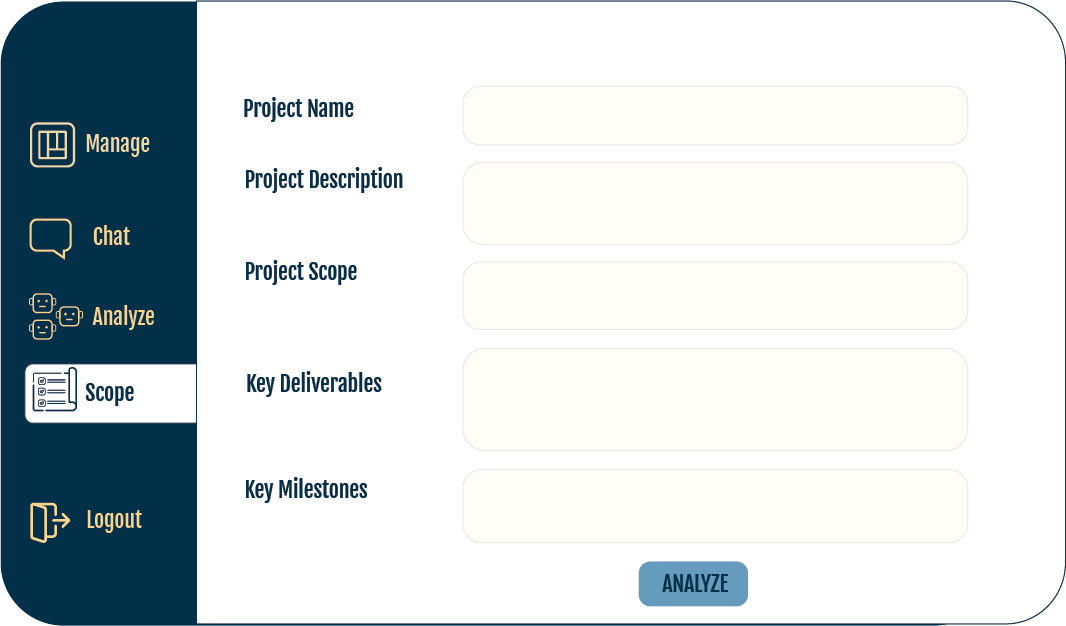 Manage
Chat
Analyze
Scope
Logout
Project Name
Project Description
Project Scope
Key Deliverables
Key Milestones
ANALYZE